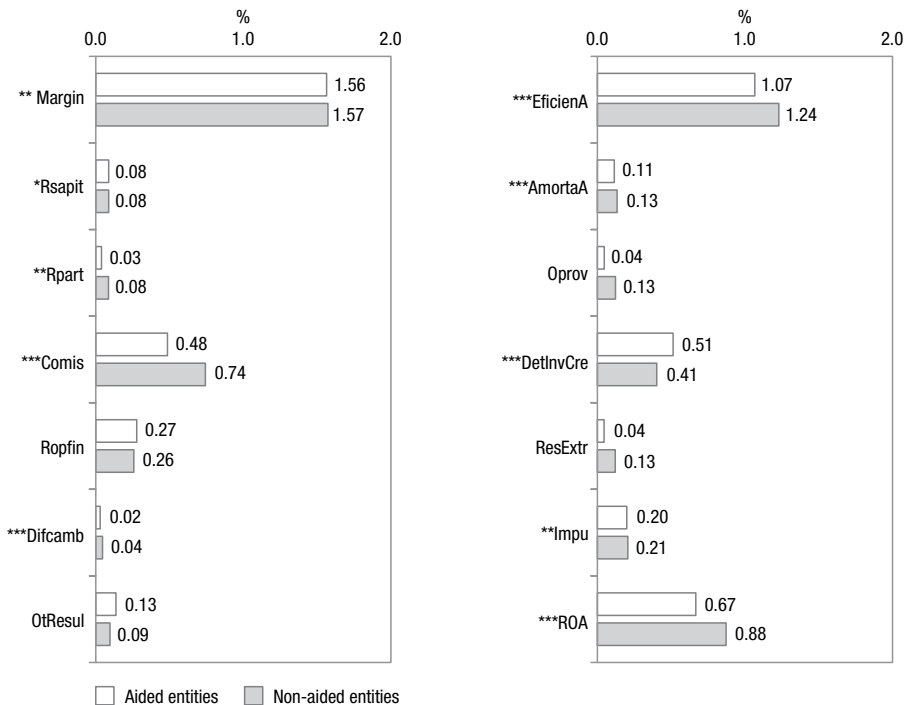 %
0.0 1.0 2.0
** Margin
1.56
1.57
*Rsapit
0.08
0.08
**Rpart
0.03
0.08
***Comis
0.48
0.74
Ropfin
0.27
0.26
***Difcamb
0.02
0.04
OtResul
0.13
0.09
%
0.0 1.0 2.0
***EficienA
1.07
1.24
***AmortaA
0.11
0.13
Oprov
0.04
0.13
***DetInvCre
0.51
0.41
ResExtr
0.04
0.13
**Impu
0.20
0.21
***ROA
0.67
0.88
Aided entities Non-aided entities